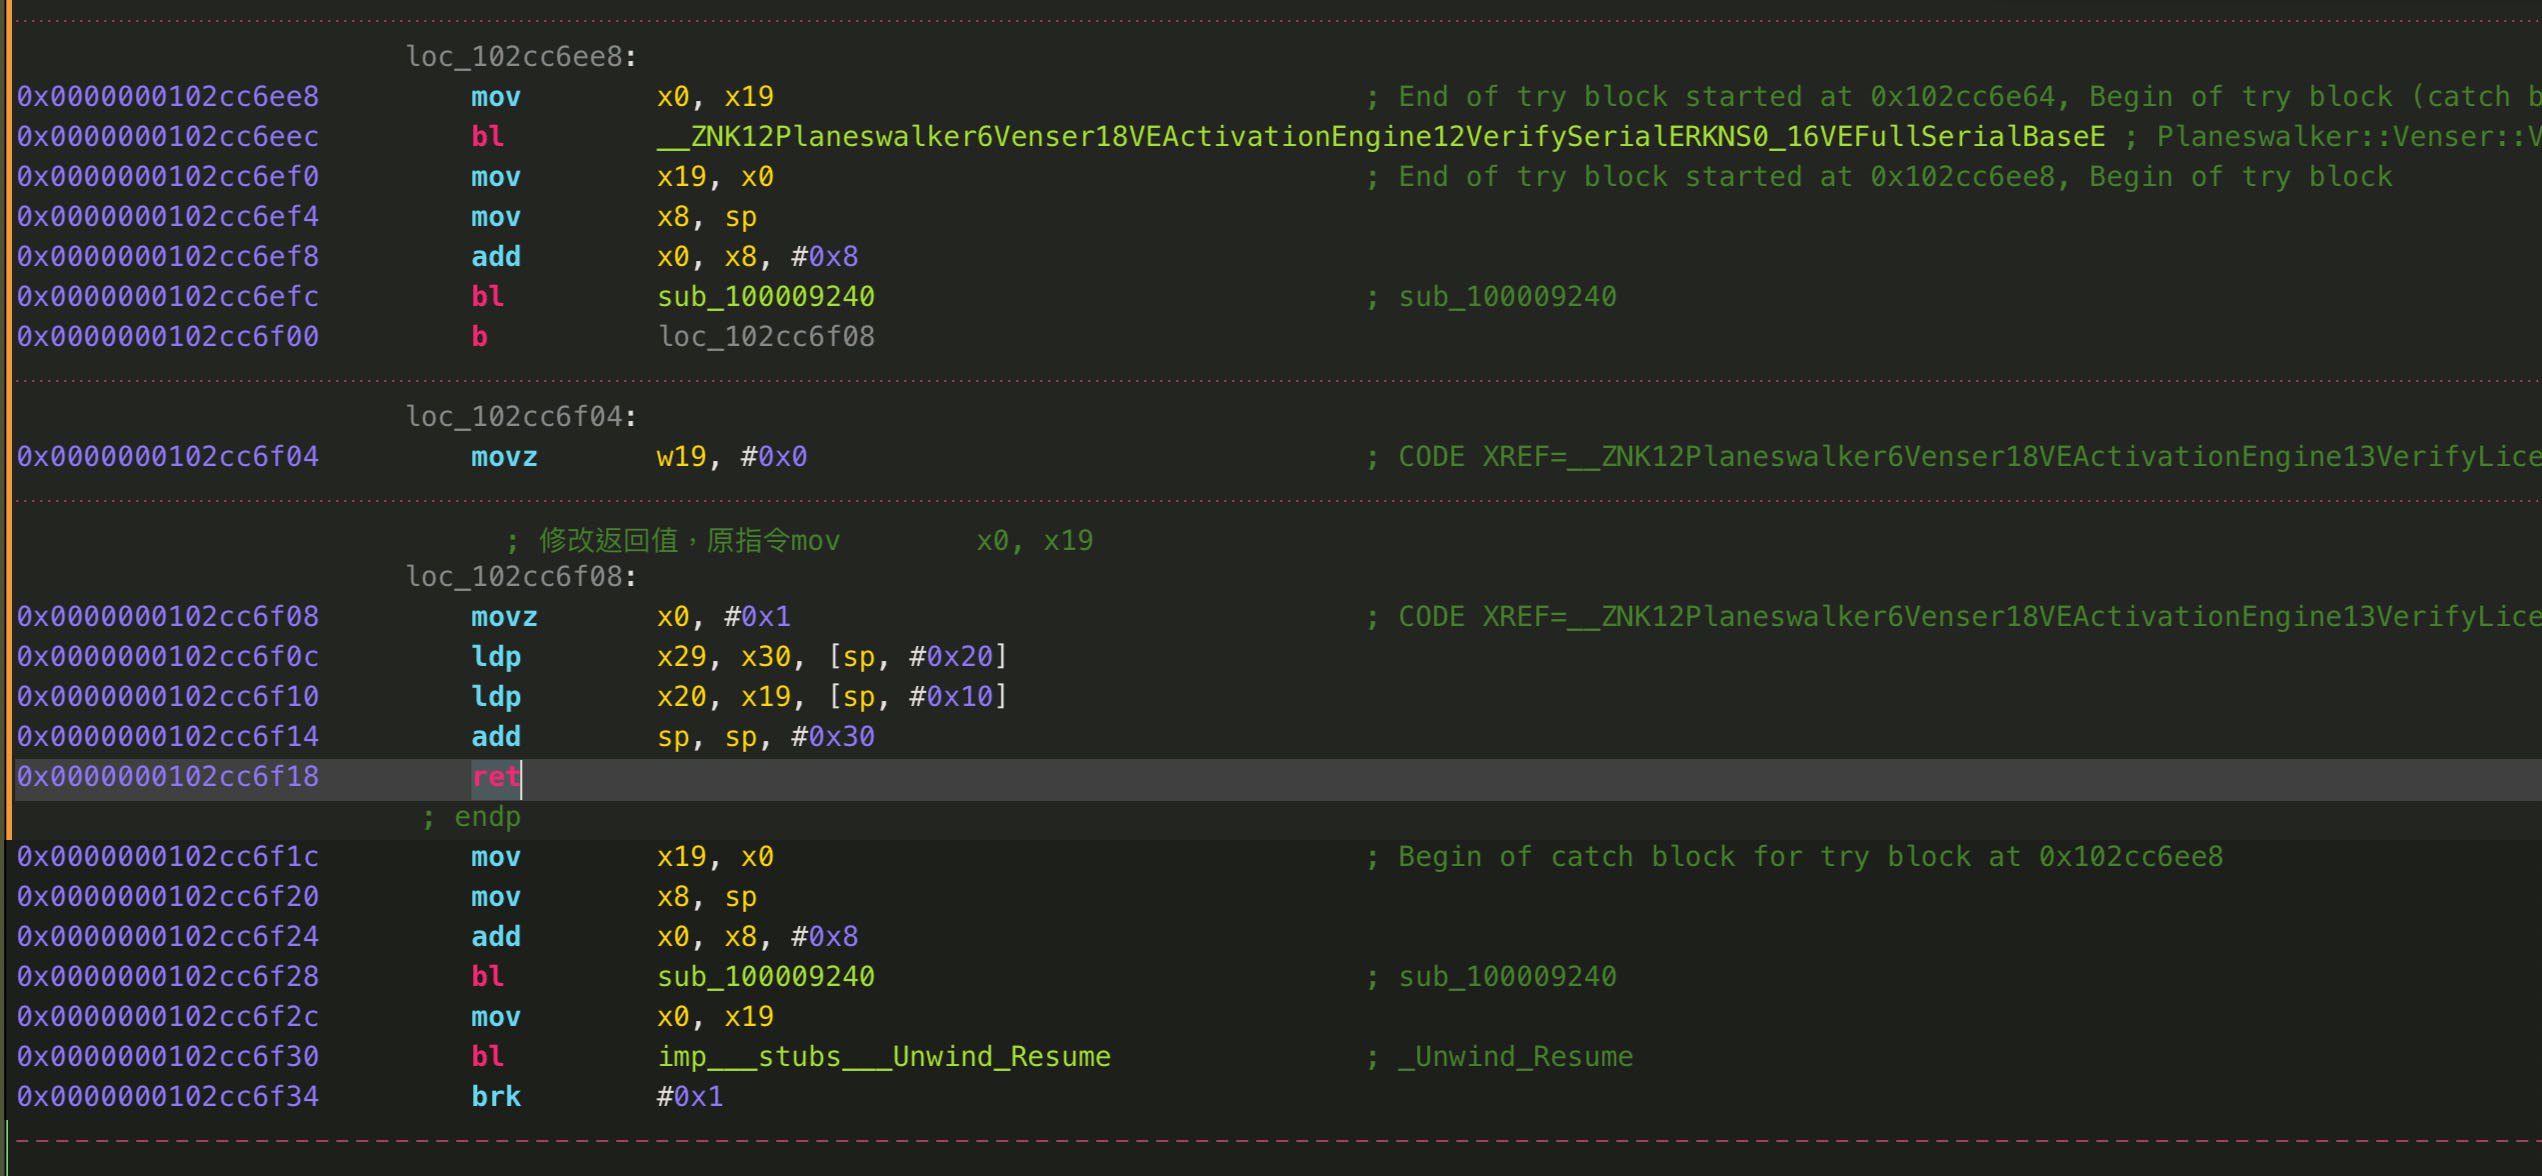 loc_102cc6ee8:
0x0000000102cc6ee8 mov x0, x19 ; End of try block started at 0x102cc6e64, Begin of try block (catch b
0x0000000102cc6eec bl __ZNK12Planeswalker6Venser18VEActivationEngine12VerifySerialERKNS0_16VEFullSerialBaseE ; Planeswalker::Venser::V
0x0000000102cc6ef0 mov x19, x0 ; End of try block started at 0x102cc6ee8, Begin of try block
0x0000000102cc6ef4 mov x8, sp
0x0000000102cc6ef8 add x0, x8, #0x8
0x0000000102cc6efc bl sub_100009240 ; sub_100009240
0x0000000102cc6f00 b loc_102cc6f08
loc_102cc6f04:
0x0000000102cc6f04 movz w19, #0x0 ; CODE XREF=__ZNK12Planeswalker6Venser18VEActivationEngine13VerifyLice
; 修改返回值，原指令mov x0, x19
loc_102cc6f08:
0x0000000102cc6f08 movz x0, #0x1 ; CODE XREF=__ZNK12Planeswalker6Venser18VEActivationEngine13VerifyLice
0x0000000102cc6f0c ldp x29, x30, [sp, #0x20]
0x0000000102cc6f10 ldp x20, x19, [sp, #0x10]
0x0000000102cc6f14 add sp, sp, #0x30
0x0000000102cc6f18 ret
; endp
0x0000000102cc6f1c mov x19, x0 ; Begin of catch block for try block at 0x102cc6ee8
0x0000000102cc6f20 mov x8, sp
0x0000000102cc6f24 add x0, x8, #0x8
0x0000000102cc6f28 bl sub_100009240 ; sub_100009240
0x0000000102cc6f2c mov x0, x19
0x0000000102cc6f30 bl imp___stubs___Unwind_Resume ; _Unwind_Resume
0x0000000102cc6f34 brk #0x1